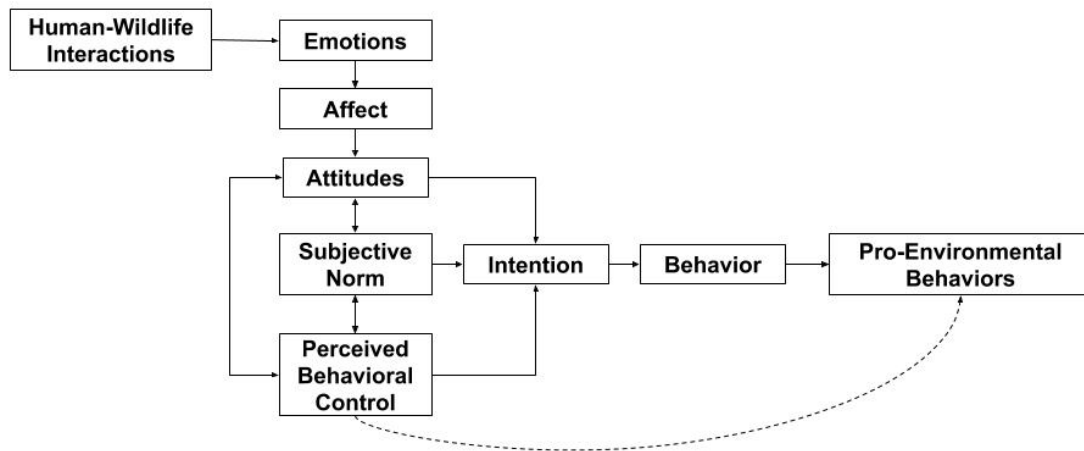 Human-Wildlife
Interactions
Emotions
Affect
Attitudes
Subjective
Norm
Intention
Behavior
Pro-Environmental
Behaviors
Perceived
Behavioral
Control